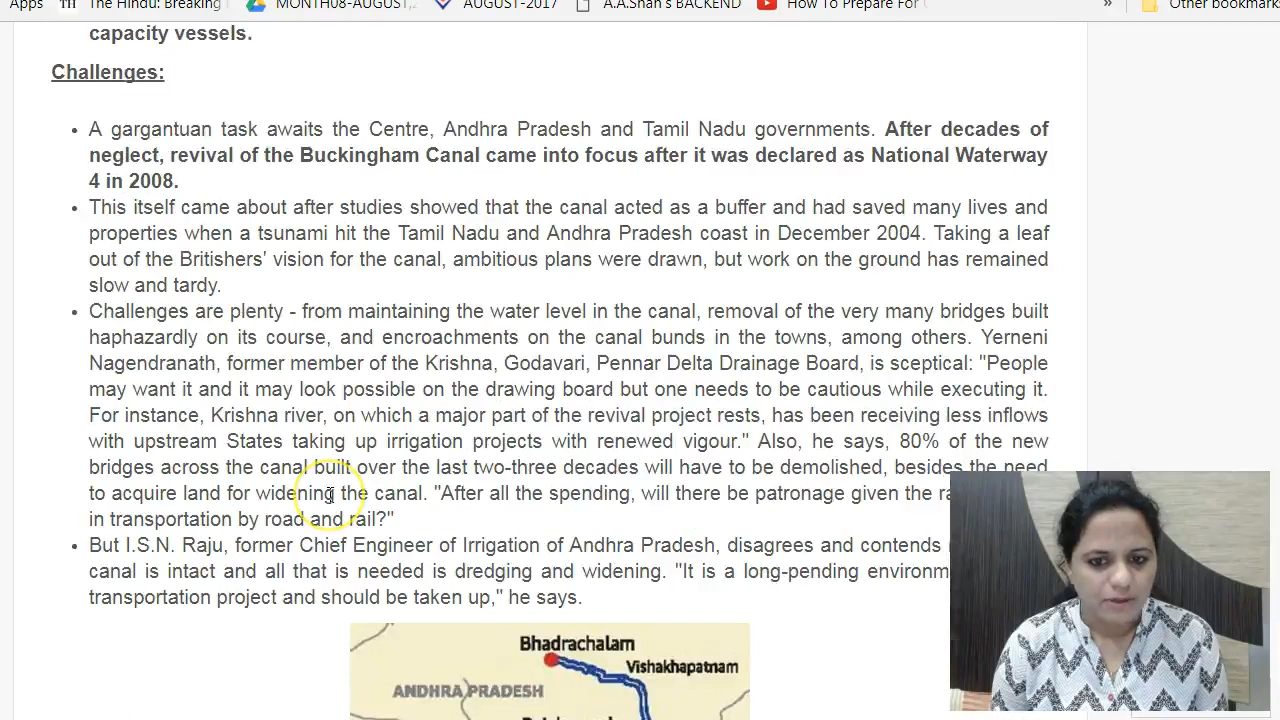 Apps TH The Hindu: Breaking MONTH08-AUGUST, AUGUST-2017 A.A.Shah's BACKEND How To Prepare For » Other bookmarks
capacity vessels.
Challenges:
• A gargantuan task awaits the Centre, Andhra Pradesh and Tamil Nadu governments. After decades of
neglect, revival of the Buckingham Canal came into focus after it was declared as National Waterway
4 in 2008.
• This itself came about after studies showed that the canal acted as a buffer and had saved many lives and
properties when a tsunami hit the Tamil Nadu and Andhra Pradesh coast in December 2004. Taking a leaf
out of the Britishers' vision for the canal, ambitious plans were drawn, but work on the ground has remained
slow and tardy.
• Challenges are plenty - from maintaining the water level in the canal, removal of the very many bridges built
haphazardly on its course, and encroachments on the canal bunds in the towns, among others. Yerneni
Nagendranath, former member of the Krishna, Godavari, Pennar Delta Drainage Board, is sceptical: "People
may want it and it may look possible on the drawing board but one needs to be cautious while executing it.
For instance, Krishna river, on which a major part of the revival project rests, has been receiving less inflows
with upstream States taking up irrigation projects with renewed vigour." Also, he says, 80% of the new
bridges across the canal built over the last two-three decades will have to be demolished, besides the need
to acquire land for widening the canal. "After all the spending, will there be patronage given the
in transportation by road and rail?"
• But I.S.N. Raju, former Chief Engineer of Irrigation of Andhra Pradesh, disagrees and contends
canal is intact and all that is needed is dredging and widening. "It is a long-pending
transportation project and should be taken up," he says.
Bhadrachalam
Vishakhapatnam
ANDHRA PRADESH